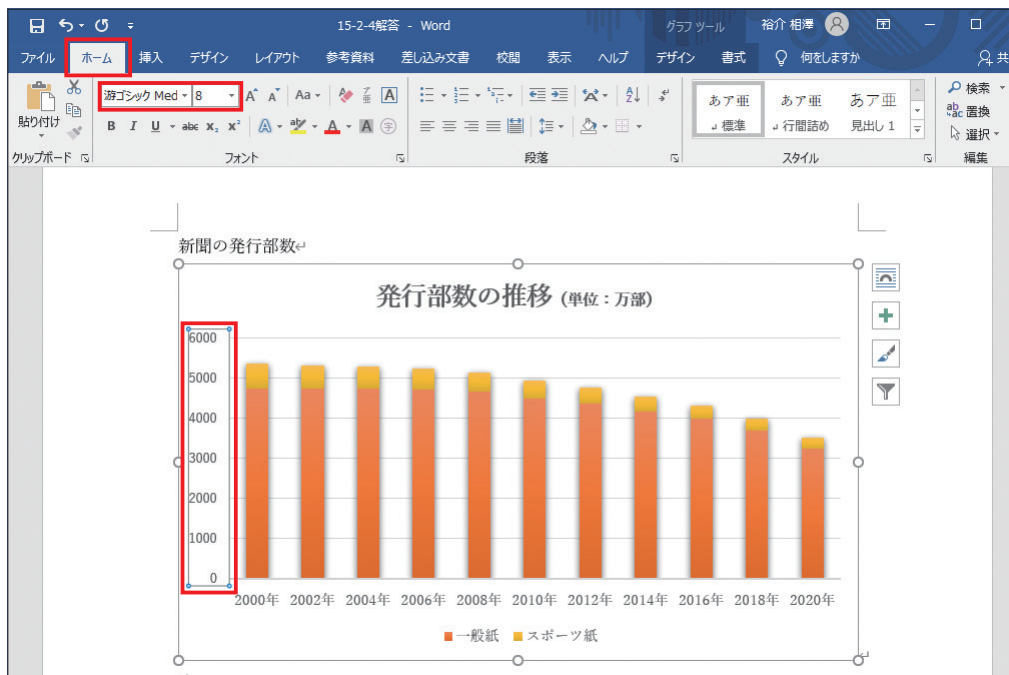 15-2-4解答 - Word
グラフ ツール
裕介 相澤
ファイル ホーム 挿入 デザイン レイアウト 参考資料 差し込み文書 校閲 表示 ヘルプ デザイン 書式 何をしますか 共
游ゴシック Med 8 Aa A
B I U abc x₂ x² A A A 字
貼り付け
あア亜 あア亜 あア亜
標準 行間詰め 見出し 1
検索
置換
選択
クリップボード フォント 段落 スタイル 編集
新聞の発行部数
発行部数の推移 (単位：万部)
6000
5000
4000
3000
2000
1000
0
2000年 2002年 2004年 2006年 2008年 2010年 2012年 2014年 2016年 2018年 2020年
一般紙 スポーツ紙